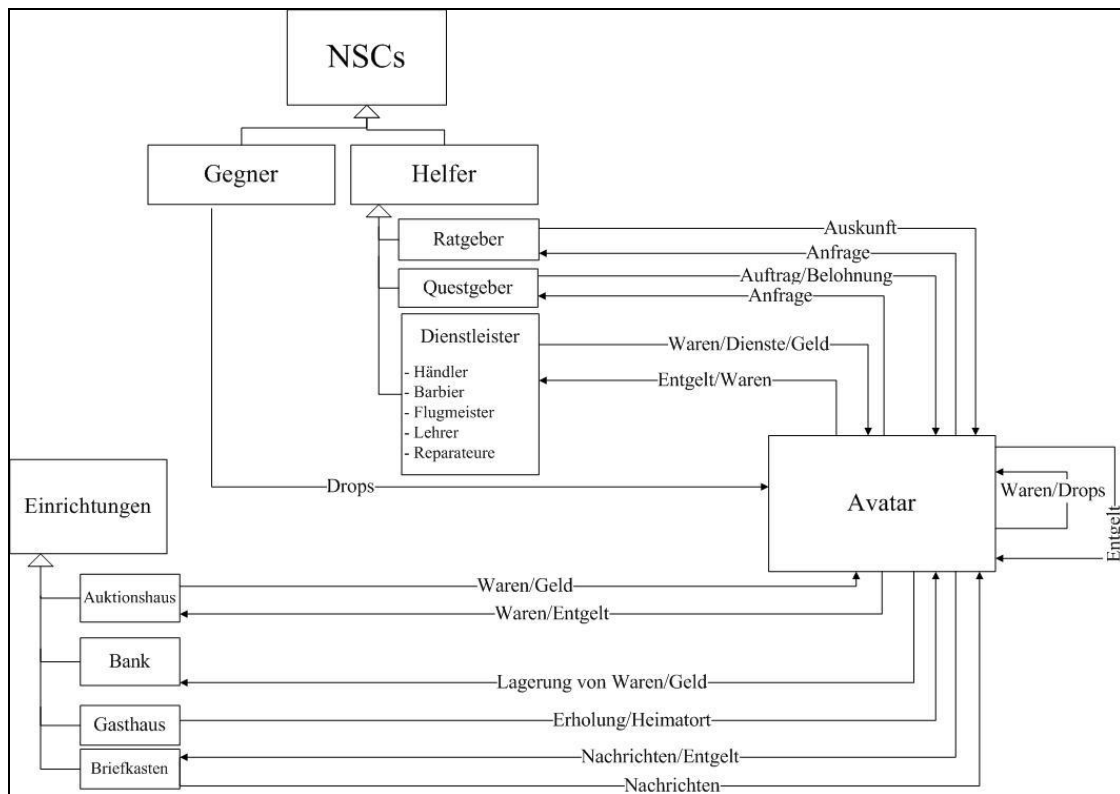 NSCs
Gegner
Helfer
Ratgeber
Auskunft
Anfrage
Questgeber
Auftrag/Belohnung
Anfrage
Dienstleister
- Händler
- Barbier
- Flugmeister
- Lehrer
- Reparateure
Waren/Dienste/Geld
Entgelt/Waren
Drops
Avatar
Waren/Drops
Entgelt
Einrichtungen
Auktionshaus
Waren/Geld
Waren/Entgelt
Bank
Lagerung von Waren/Geld
Gasthaus
Erholung/Heimatort
Briefkasten
Nachrichten/Entgelt
Nachrichten